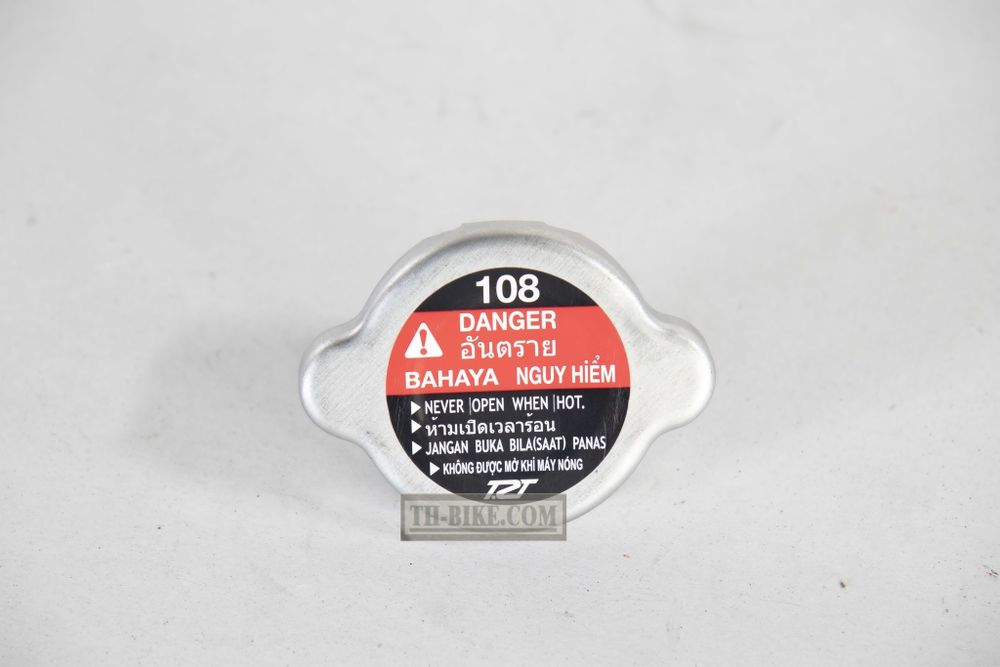 108
DANGER
อันตราย
BAHAYA NGUY HIỂM
NEVER OPEN WHEN HOT.
ห้ามเปิดเวลาร้อน
JANGAN BUKA BILA(SAAT) PANAS
KHÔNG ĐƯỢC MỞ KHI MÁY NÓNG
TH-BIKE.COM